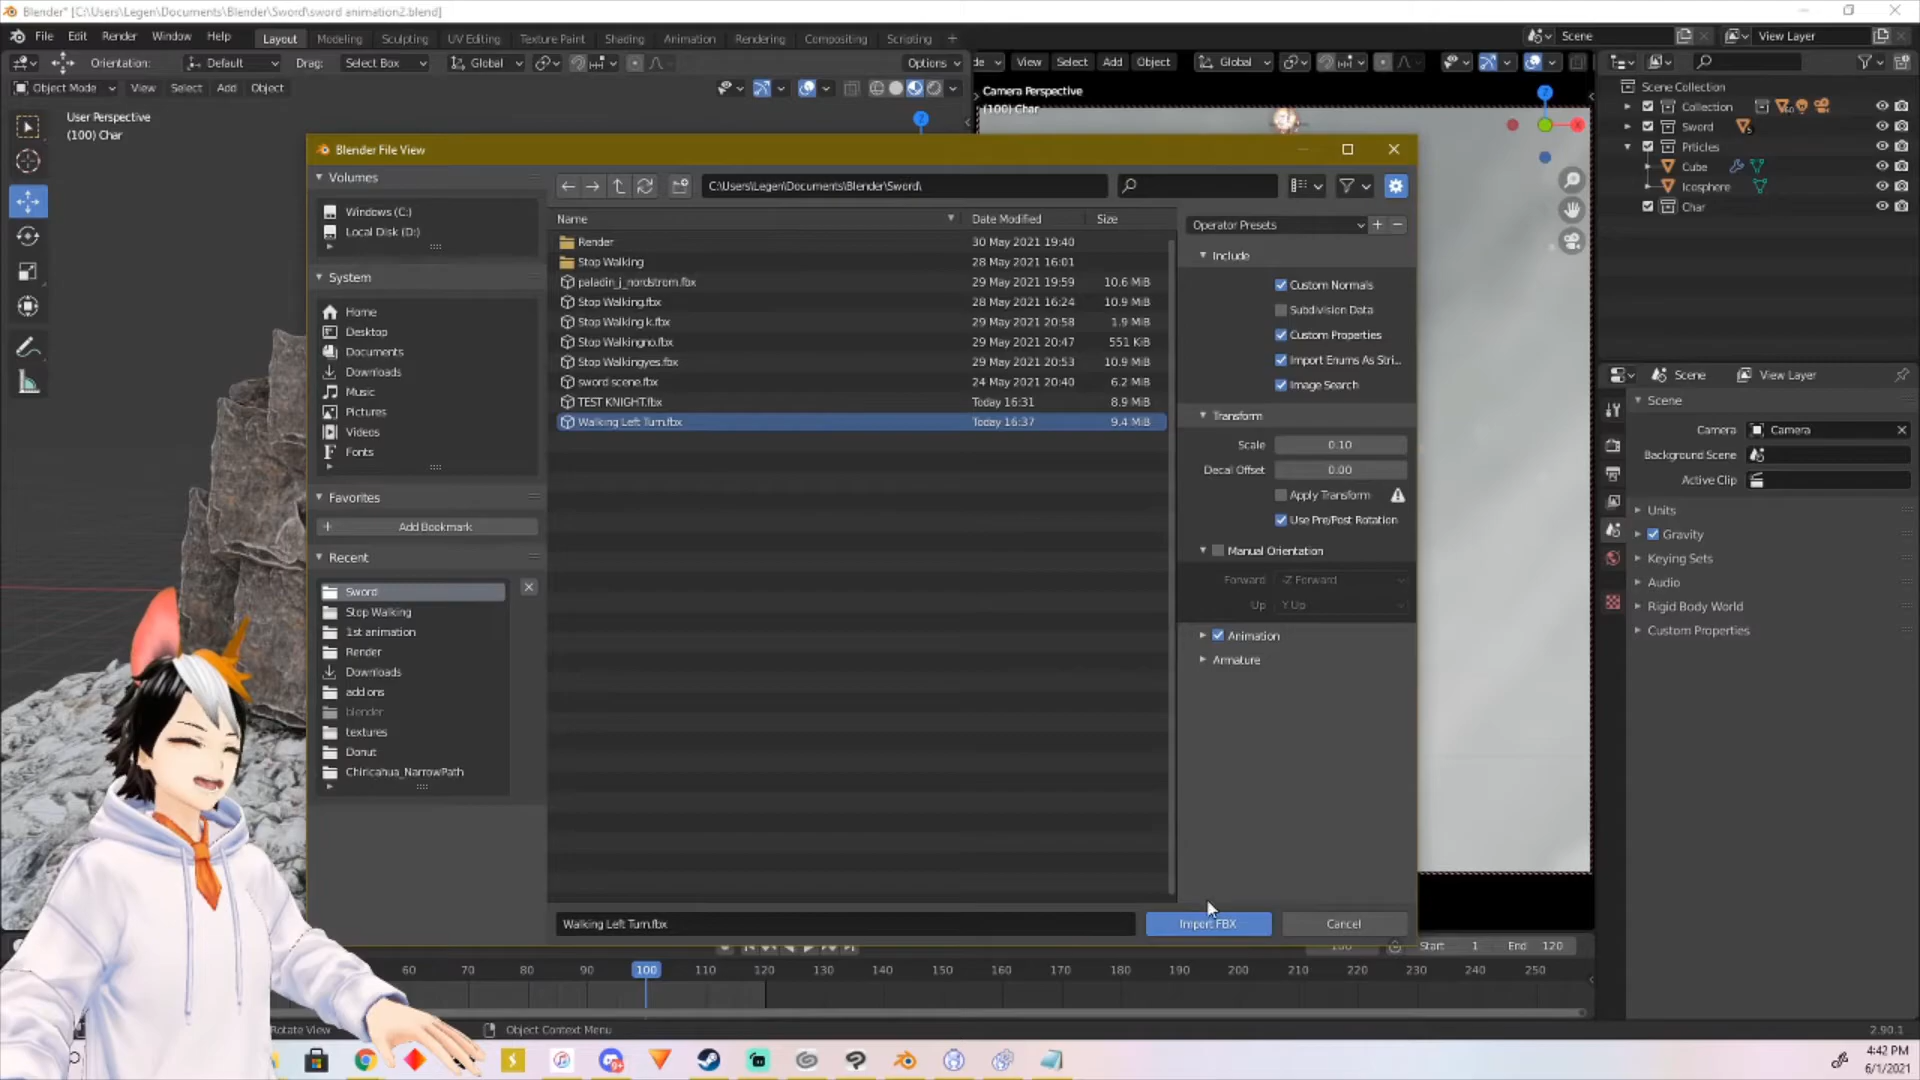 Blender* [C:\Users\Legen\Documents\Blender\Sword\sword animation2.blend]
File Edit Render Window Help Layout Modeling Sculpting UV Editing Texture Paint Shading Animation Rendering Compositing Scripting + Scene View Layer
Orientation: Default Drag: Select Box Global Options View Select Add Object Global
Object Mode View Select Add Object
User Perspective
(100) Char
Camera Perspective
(100) Char
Z
X
Z
Scene Collection
Collection
Sword
Prticles
Cube
Icosphere
Char
Blender File View
Volumes
Windows (C:)
Local Disk (D:)
System
Home
Desktop
Documents
Downloads
Music
Pictures
Videos
Fonts
Favorites
Add Bookmark
Recent
Sword
Stop Walking
1st animation
Render
Downloads
add ons
blender
textures
Donut
Chiricahua_NarrowPath
C:\Users\Legen\Documents\Blender\Sword\
Name Date Modified Size
Render 30 May 2021 19:40
Stop Walking 28 May 2021 16:01
paladin_j_nordstrom.fbx 29 May 2021 19:59 10.6 MiB
Stop Walking.fbx 28 May 2021 16:24 10.9 MiB
Stop Walking k.fbx 29 May 2021 20:58 1.9 MiB
Stop Walkingno.fbx 29 May 2021 20:47 551 KiB
Stop Walkingyes.fbx 29 May 2021 20:53 10.9 MiB
sword scene.fbx 24 May 2021 20:40 6.2 MiB
TEST KNIGHT.fbx Today 16:31 8.9 MiB
Walking Left Turn.fbx Today 16:37 9.4 MiB
Operator Presets
Include
Custom Normals
Subdivision Data
Custom Properties
Import Enums As Stri...
Image Search
Transform
Scale 0.10
Decal Offset 0.00
Apply Transform
Use Pre/Post Rotation
Manual Orientation
Forward -Z Forward
Up Y Up
Animation
Armature
Walking Left Turn.fbx
Import FBX
Cancel
Scene View Layer
Scene
Camera Camera
Background Scene
Active Clip
Units
Gravity
Keying Sets
Audio
Rigid Body World
Custom Properties
100 Start 1 End 120
60 70 80 90 100 110 120 130 140 150 160 170 180 190 200 210 220 230 240 250
Rotate View Object Context Menu 2.90.1
4:42 PM
6/1/2021